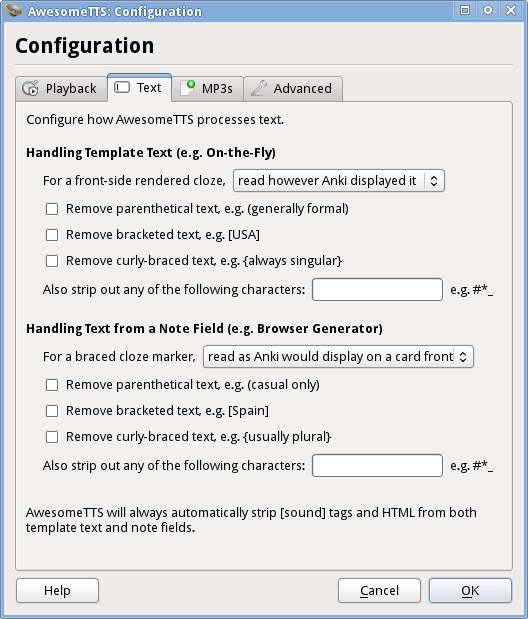 AwesomeTTS: Configuration
Configuration
Playback
Text
MP3s
Advanced
Configure how AwesomeTTS processes text.
Handling Template Text (e.g. On-the-Fly)
For a front-side rendered cloze, read however Anki displayed it
Remove parenthetical text, e.g. (generally formal)
Remove bracketed text, e.g. [USA]
Remove curly-braced text, e.g. {always singular}
Also strip out any of the following characters: e.g. #*_
Handling Text from a Note Field (e.g. Browser Generator)
For a braced cloze marker, read as Anki would display on a card front
Remove parenthetical text, e.g. (casual only)
Remove bracketed text, e.g. [Spain]
Remove curly-braced text, e.g. {usually plural}
Also strip out any of the following characters: e.g. #*_
AwesomeTTS will always automatically strip [sound] tags and HTML from both
template text and note fields.
Help
Cancel
OK